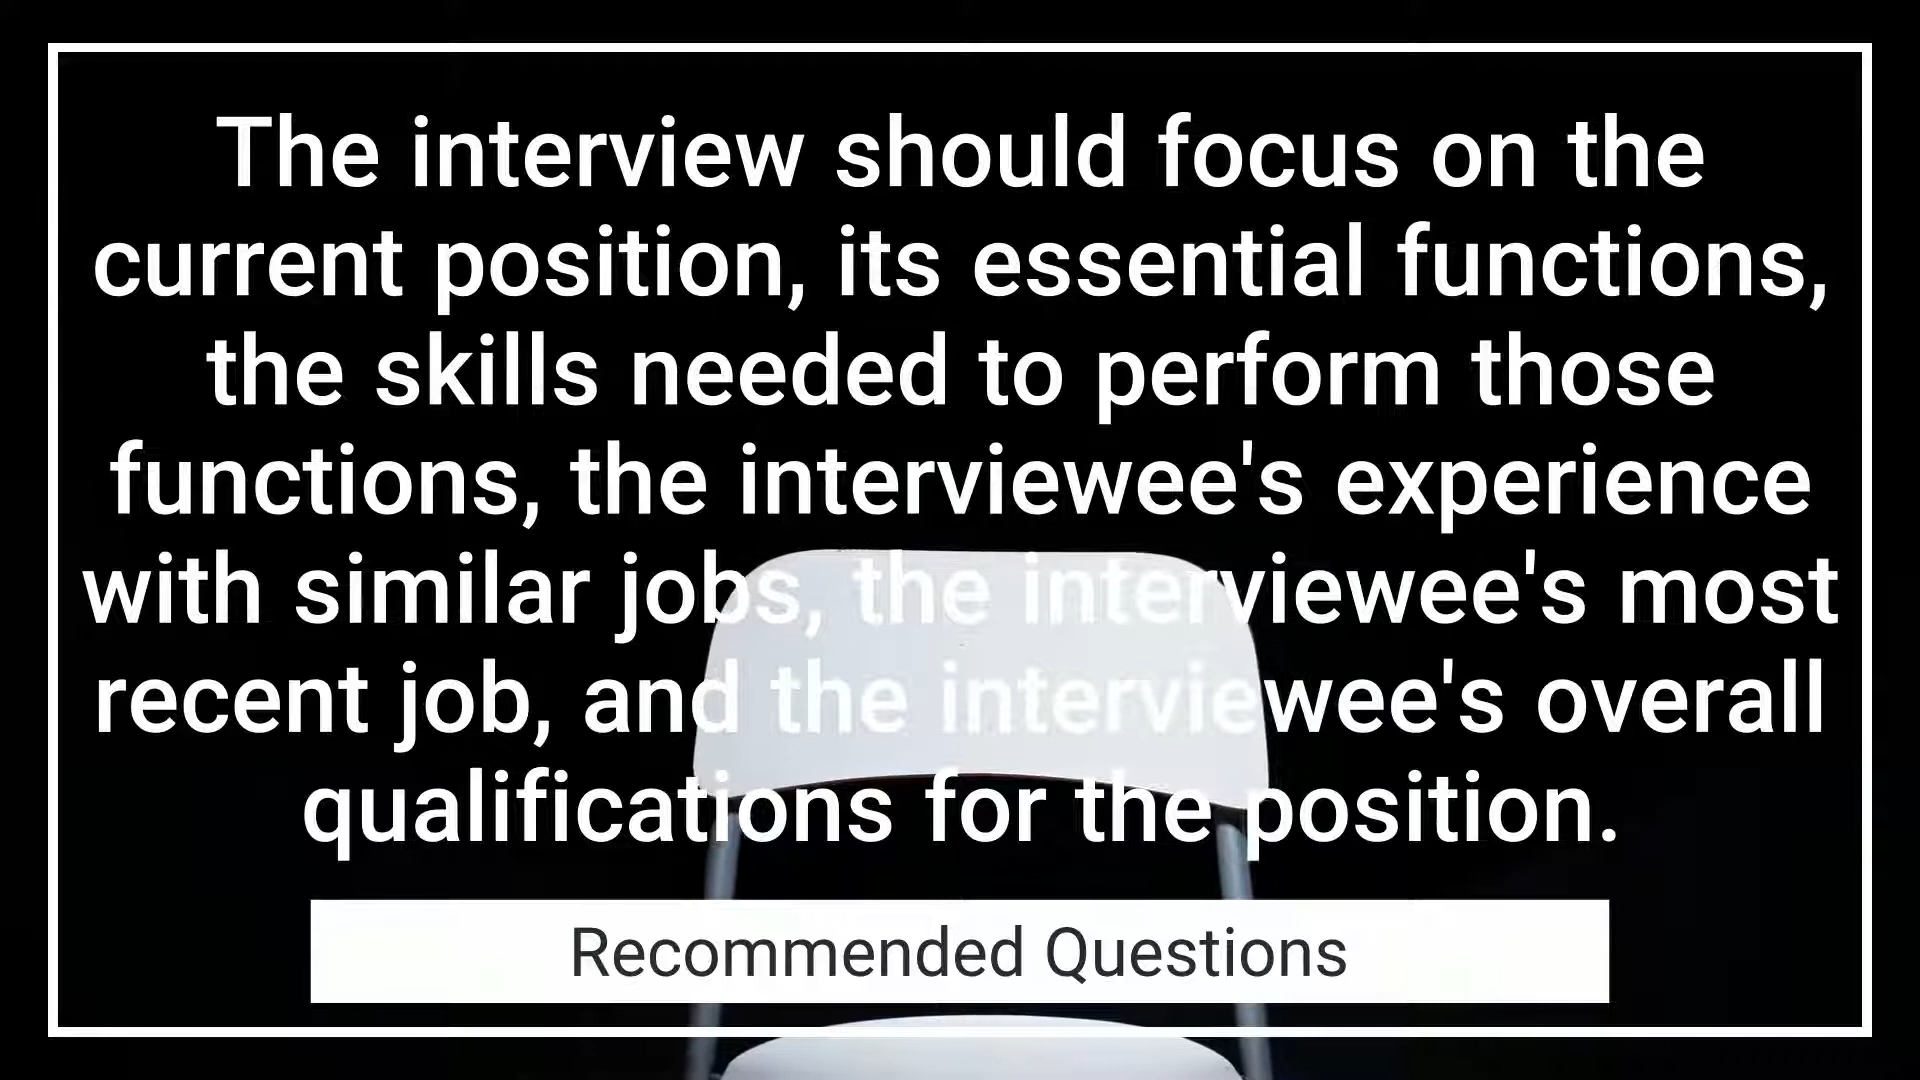 The interview should focus on the
current position, its essential functions,
the skills needed to perform those
functions, the interviewee's experience
with similar jobs, the interviewee's most
recent job, and the interviewee's overall
qualifications for the position.
Recommended Questions